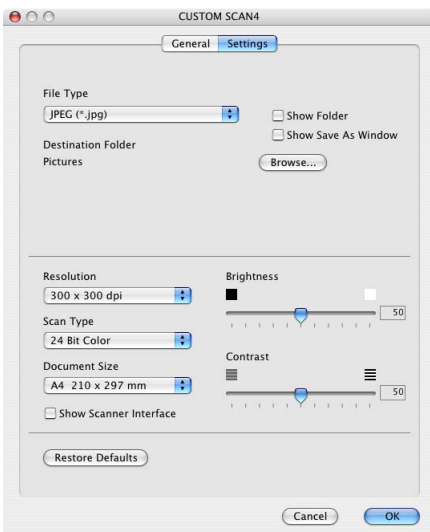 CUSTOM SCAN4
General Settings
File Type
JPEG (*.jpg)
Show Folder
Show Save As Window
Destination Folder
Pictures
Browse...
Resolution
300 x 300 dpi
Scan Type
24 Bit Color
Document Size
A4 210 x 297 mm
Show Scanner Interface
Brightness
50
Contrast
50
Restore Defaults
Cancel OK